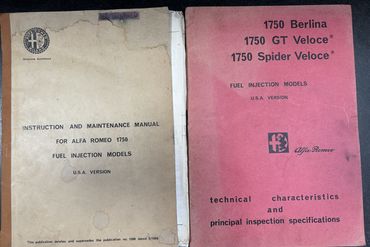 INSTRUCTION AND MAINTENANCE MANUAL
FOR ALFA ROMEO 1750
FUEL INJECTION MODELS
U.S.A. VERSION
1750 Berlina
1750 GT Veloce*
1750 Spider Veloce*
FUEL INJECTION MODELS
U.S.A. VERSION
Alfa-Romeo
technical characteristics
and
principal inspection specifications